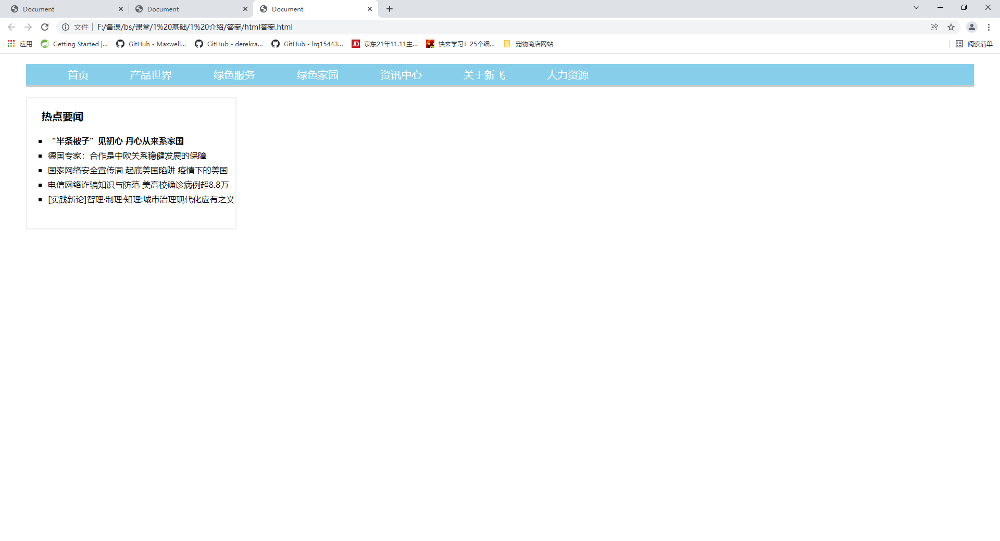 Document
Document
Document
文件 F:/备课/bs/课堂/1%20基础/1%20介绍/答案/html答案.html
应用 Getting Started |... GitHub - Maxwell... GitHub - derekra... GitHub - lrq15443... 京东21年11.11主... 快来学习！25个细... 宠物商店网站 阅读清单
首页 产品世界 绿色服务 绿色家园 资讯中心 关于新飞 人力资源
热点要闻
“半条被子”见初心 丹心从来系家国
德国专家：合作是中欧关系稳健发展的保障
国家网络安全宣传周 起底美国陷阱 疫情下的美国
电信网络诈骗知识与防范 美高校确诊病例超8.8万
[实践新论]智理·制理·知理:城市治理现代化应有之义